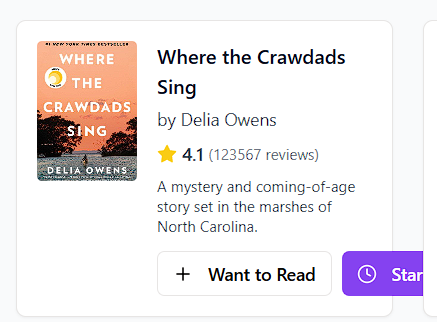 #1 NEW YORK TIMES BESTSELLER
WHERE
THE
CRAWDADS
SING
DELIA OWENS
Where the Crawdads
Sing
by Delia Owens
4.1 (123567 reviews)
A mystery and coming-of-age
story set in the marshes of
North Carolina.
+ Want to Read
Star